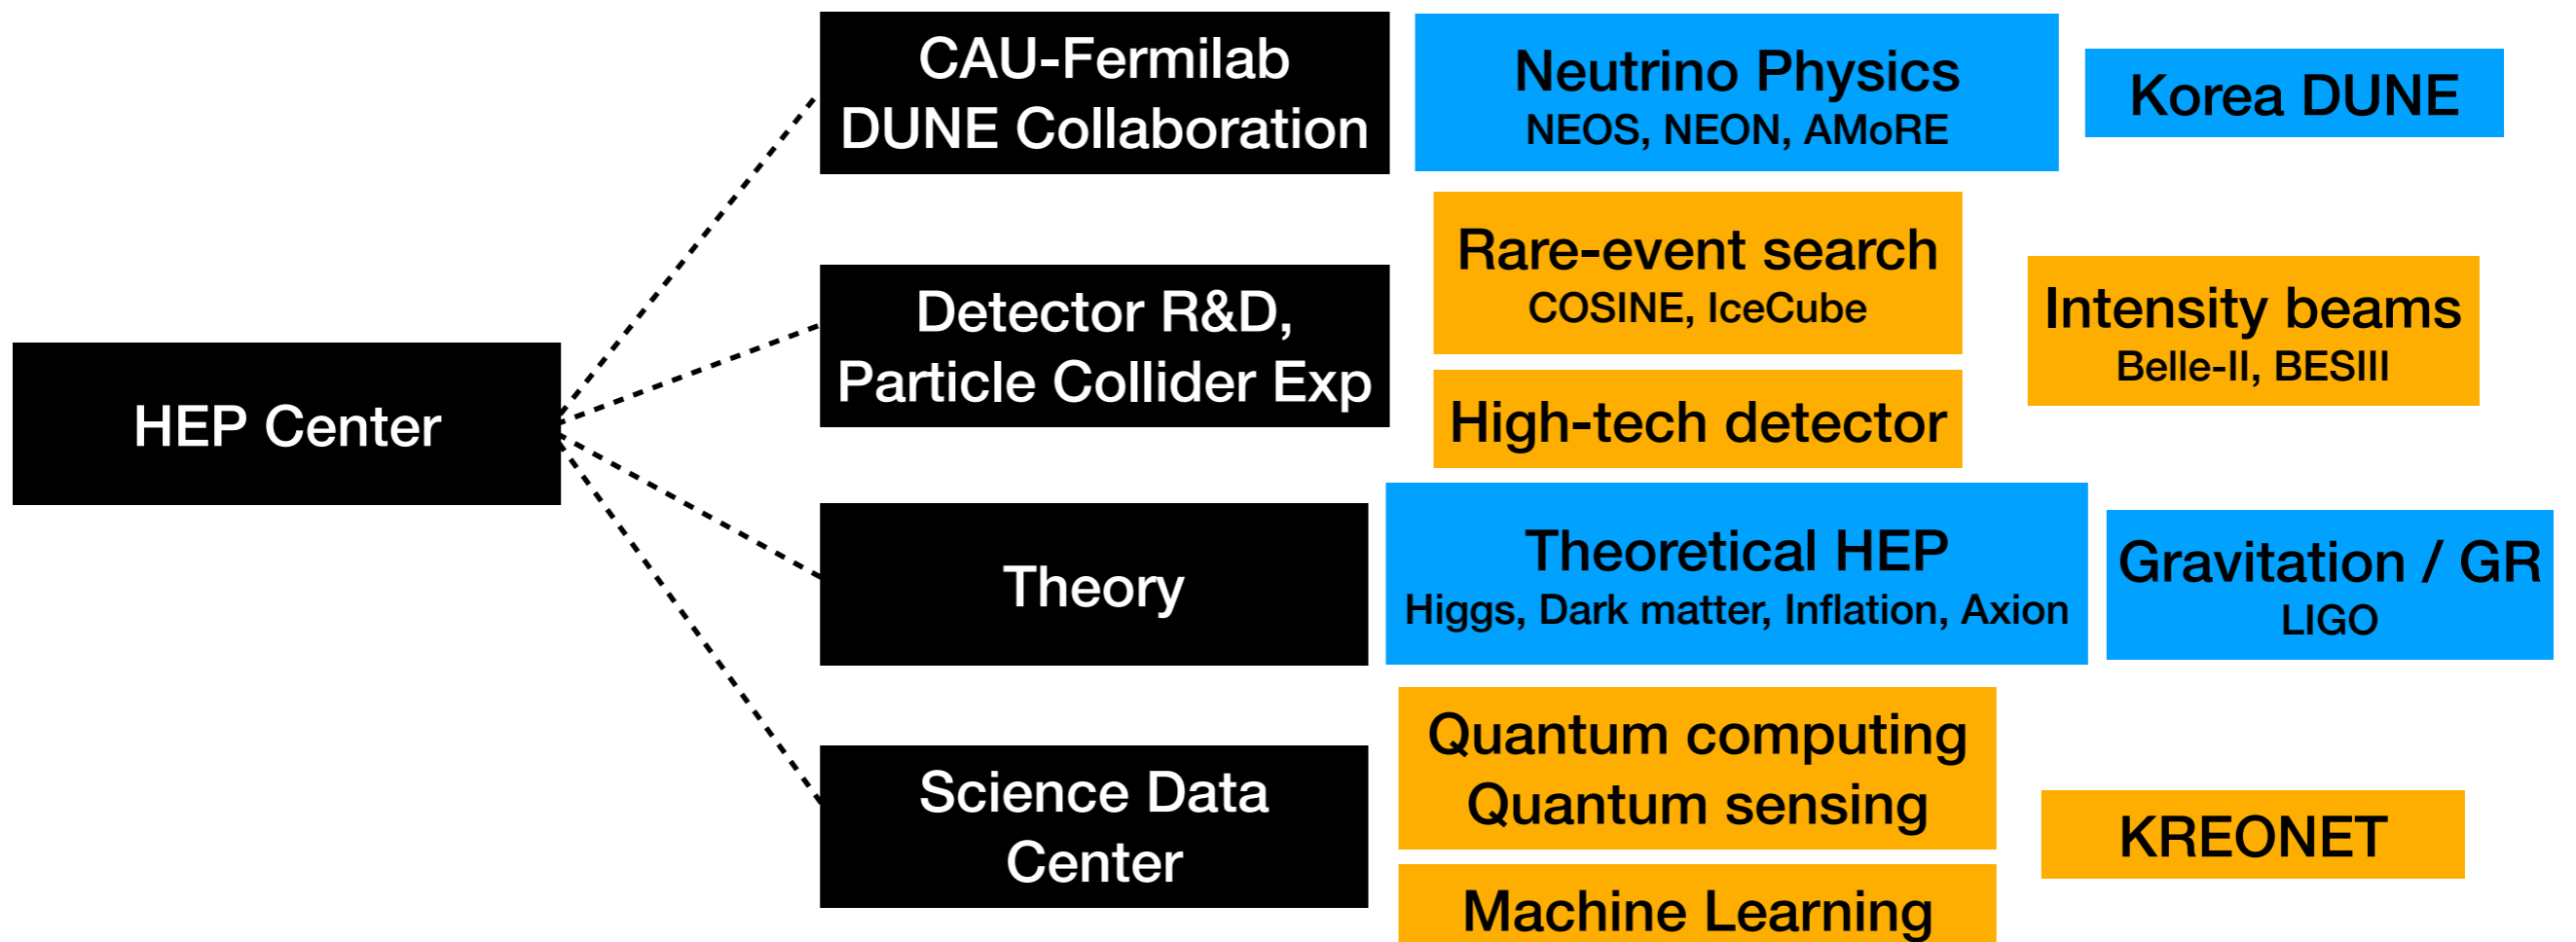 HEP Center
CAU-Fermilab
DUNE Collaboration
Neutrino Physics
NEOS, NEON, AMoRE
Korea DUNE
Detector R&D,
Particle Collider Exp
Rare-event search
COSINE, IceCube
High-tech detector
Intensity beams
Belle-II, BESIII
Theory
Theoretical HEP
Higgs, Dark matter, Inflation, Axion
Gravitation / GR
LIGO
Science Data
Center
Quantum computing
Quantum sensing
Machine Learning
KREONET